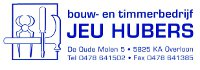 bouw- en timmerbedrijf
JEU HUBERS
De Oude Molen 5 • 5825 KA Overloon
Tel 0478 641502 • Fax 0478 641385